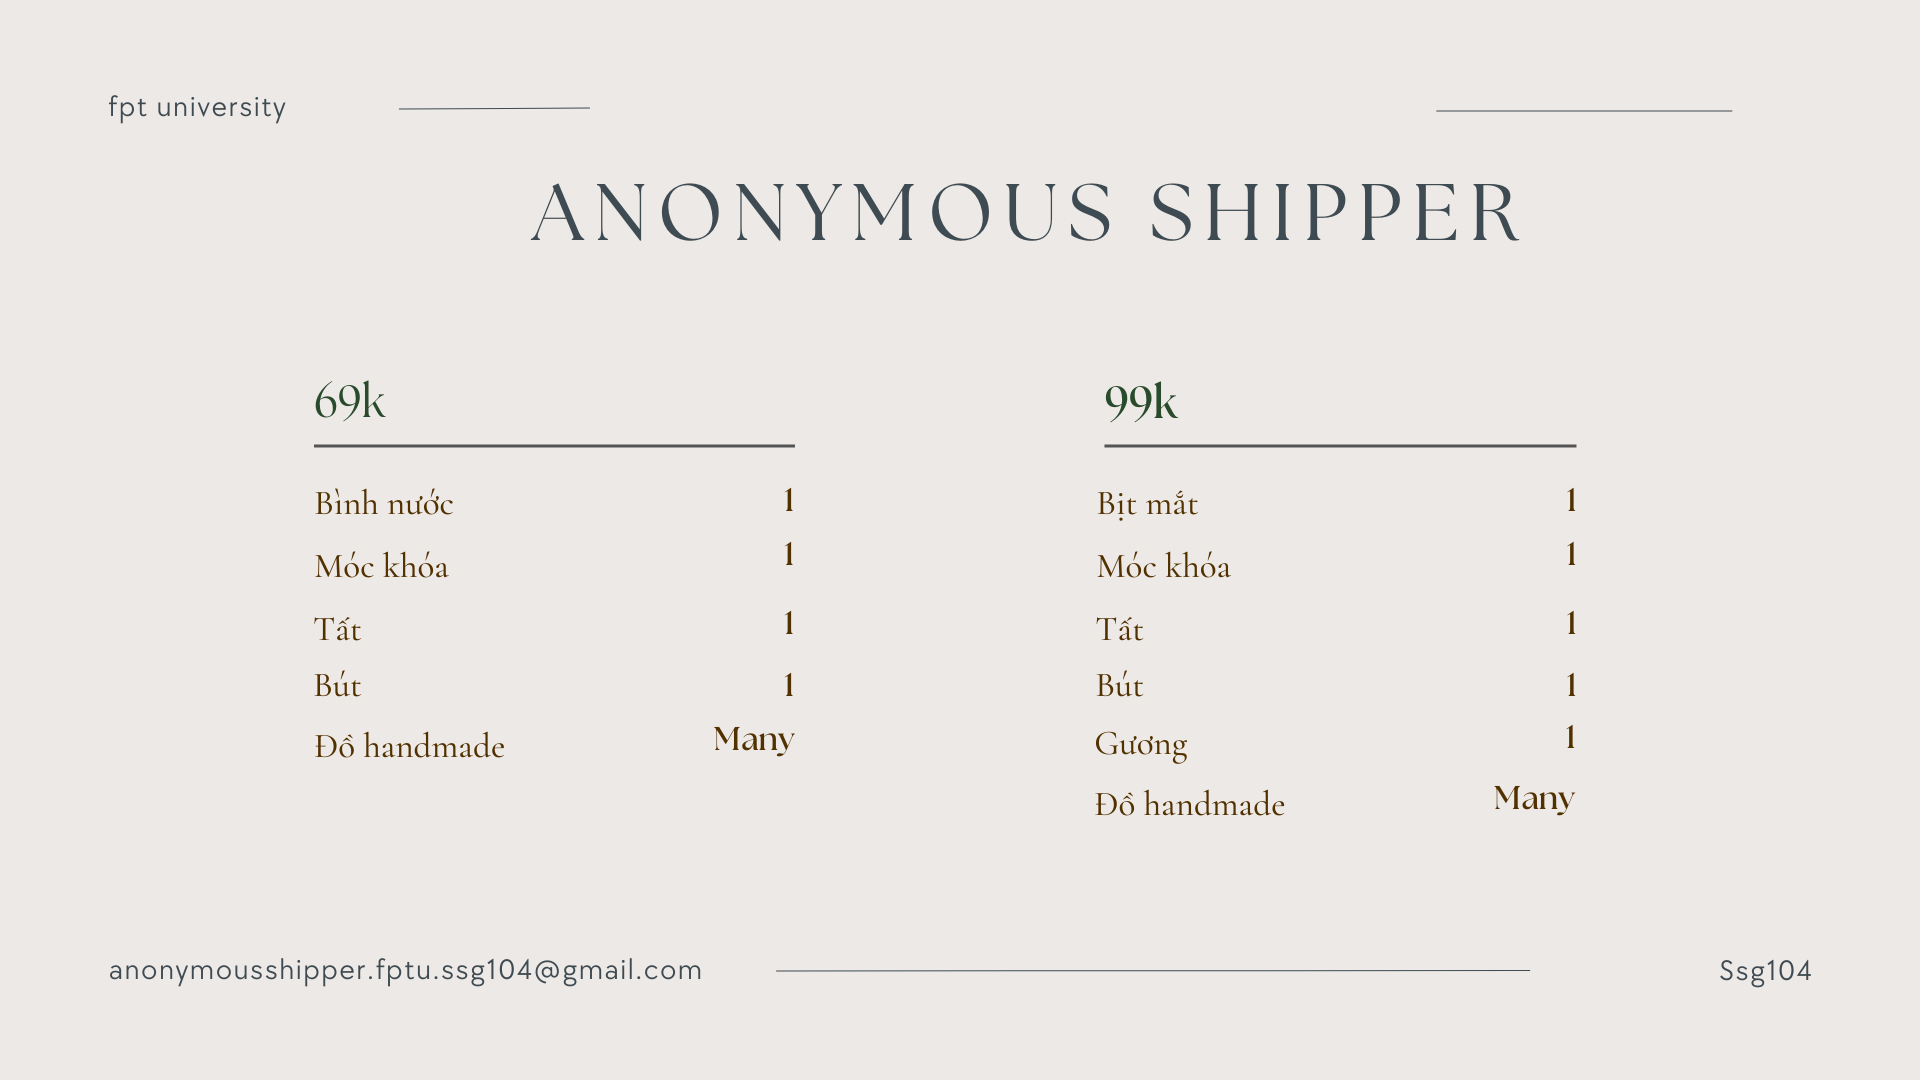 fpt university
ANONYMOUS SHIPPER
69k
Bình nước 1
Móc khóa 1
Tất 1
Bút 1
Đồ handmade Many
99k
Bịt mắt 1
Móc khóa 1
Tất 1
Bút 1
Gương 1
Đồ handmade Many
anonymousshipper.fptu.ssg104@gmail.com
Ssg104